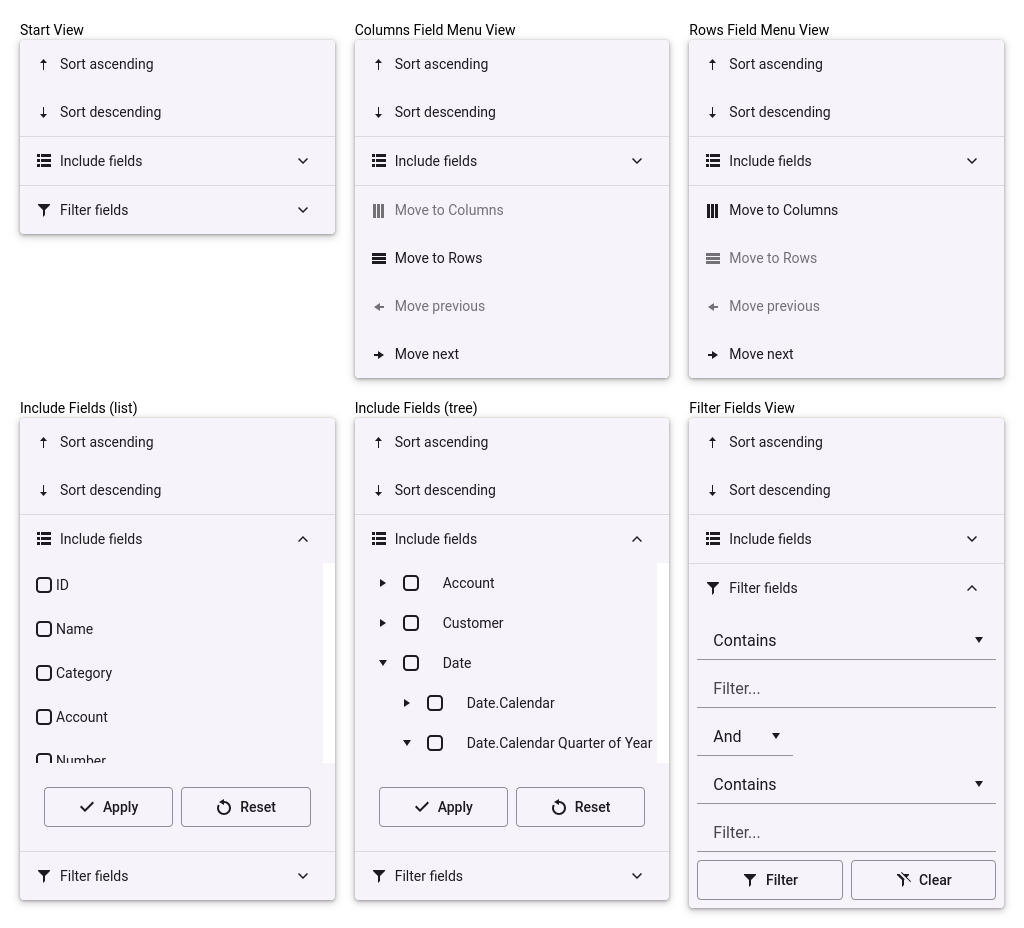 Start View
Sort ascending
Sort descending
Include fields
Filter fields
Columns Field Menu View
Sort ascending
Sort descending
Include fields
Move to Columns
Move to Rows
Move previous
Move next
Rows Field Menu View
Sort ascending
Sort descending
Include fields
Move to Columns
Move to Rows
Move previous
Move next
Include Fields (list)
Sort ascending
Sort descending
Include fields
ID
Name
Category
Account
Number
Apply Reset
Filter fields
Include Fields (tree)
Sort ascending
Sort descending
Include fields
Account
Customer
Date
Date.Calendar
Date.Calendar Quarter of Year
Apply Reset
Filter fields
Filter Fields View
Sort ascending
Sort descending
Include fields
Filter fields
Contains
Filter...
And
Contains
Filter...
Filter Clear